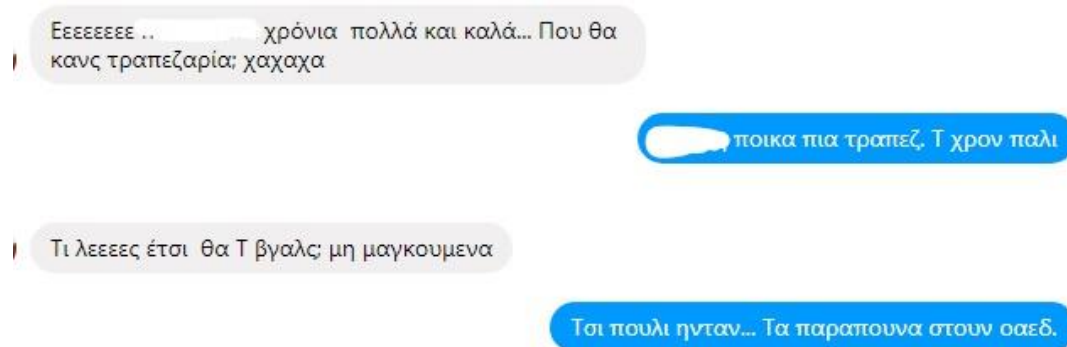 Εεεεεεεε .. χρόνια πολλά και καλά... Που θα
κανς τραπεζαρία; χαχαχα
ποικα πια τραπεζ. Τ χρον παλι
Τι λεεεες έτσι θα Τ βγαλς; μη μαγκουμενα
Τσι πουλι ηνταν... Τα παραπουνα στουν οαεδ.